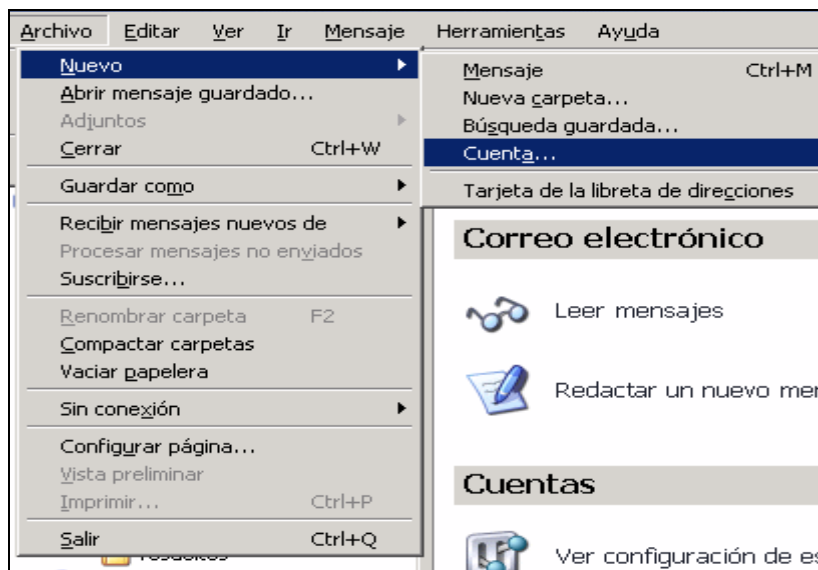 Archivo Editar Ver Ir Mensaje Herramientas Ayuda
Nuevo
Abrir mensaje guardado...
Adjuntos
Cerrar Ctrl+W
Guardar como
Recibir mensajes nuevos de
Procesar mensajes no enviados
Suscribirse...
Renombrar carpeta F2
Compactar carpetas
Vaciar papelera
Sin conexión
Configurar página...
Vista preliminar
Imprimir... Ctrl+P
Salir Ctrl+Q
Mensaje Ctrl+M
Nueva carpeta...
Búsqueda guardada...
Cuenta...
Tarjeta de la libreta de direcciones
Correo electrónico
Leer mensajes
Redactar un nuevo
Cuentas
Ver configuración de